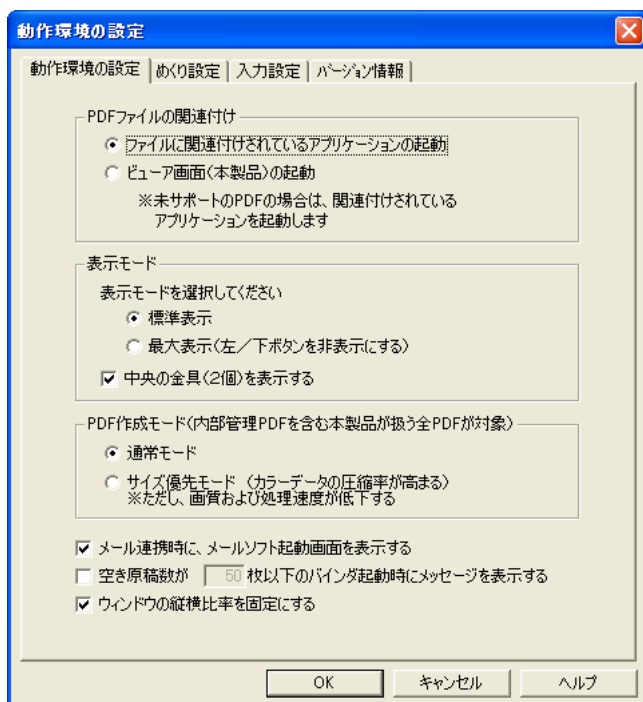 動作環境の設定
動作環境の設定 めくり設定 入力設定 バージョン情報
PDFファイルの関連付け
ファイルに関連付けされているアプリケーションの起動
ビューア画面(本製品)の起動
※未サポートのPDFの場合は、関連付けされている
アプリケーションを起動します
表示モード
表示モードを選択してください
標準表示
最大表示(左/下ボタンを非表示にする)
中央の金具(2個)を表示する
PDF作成モード(内部管理PDFを含む本製品が扱う全PDFが対象)
通常モード
サイズ優先モード (カラーデータの圧縮率が高まる)
※ただし、画質および処理速度が低下する
メール連携時に、メールソフト起動画面を表示する
空き原稿数が 50 枚以下のバインダ起動時にメッセージを表示する
ウィンドウの縦横比率を固定にする
OK キャンセル ヘルプ